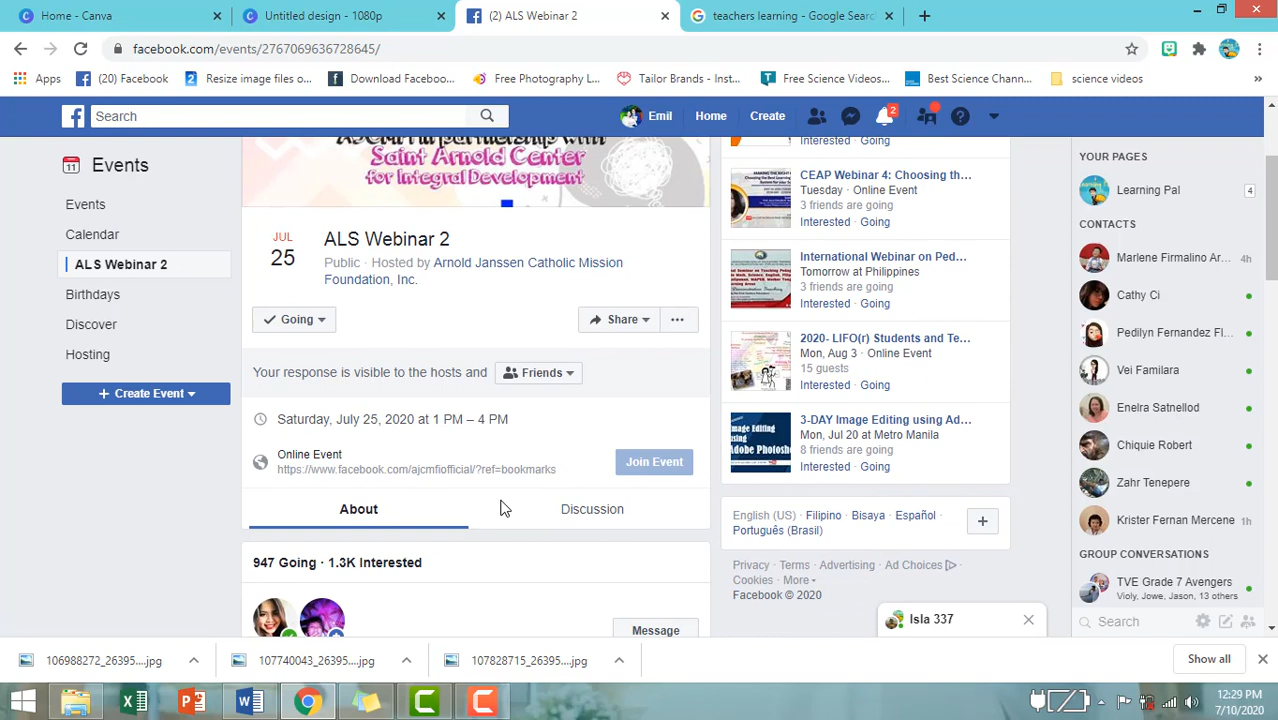 Home - Canva
Untitled design - 1080p
(2) ALS Webinar 2
teachers learning - Google Searc
facebook.com/events/2767069636728645/
Apps
(20) Facebook
Resize image files o...
Download Faceboo...
Free Photography L...
Tailor Brands - Inst...
Free Science Videos...
Best Science Chann...
science videos
Search
Emil
Home
Create
2
11
Events
Events
Calendar
ALS Webinar 2
Birthdays
Discover
Hosting
Create Event
AJCMFI in partnership with
Saint Arnold Center
for Integral Development
JUL
25
ALS Webinar 2
Public · Hosted by Arnold Janssen Catholic Mission
Foundation, Inc.
Going
Share
Your response is visible to the hosts and
Friends
Saturday, July 25, 2020 at 1 PM – 4 PM
Online Event
https://www.facebook.com/ajcmfiofficial/?ref=bookmarks
Join Event
About
Discussion
947 Going · 1.3K Interested
Message
Interested · Going
CEAP Webinar 4: Choosing th...
Tuesday · Online Event
3 friends are going
Interested · Going
International Webinar on Ped...
Tomorrow at Philippines
3 friends are going
Interested · Going
2020- LIFO(r) Students and Te...
Mon, Aug 3 · Online Event
15 guests
Interested · Going
3-DAY Image Editing using Ad...
Mon, Jul 20 at Metro Manila
8 friends are going
Interested · Going
English (US) · Filipino · Bisaya · Español ·
Português (Brasil)
Privacy · Terms · Advertising · Ad Choices ·
Cookies · More
Facebook © 2020
Isla 337
YOUR PAGES
Learning Pal
4
CONTACTS
Marlene Firmalino Ar...
4h
Cathy Ci
Pedilyn Fernandez Fl...
Vei Familara
Enelra Satnellod
Chiquie Robert
Zahr Tenepere
Krister Fernan Mercene
1h
GROUP CONVERSATIONS
TVE Grade 7 Avengers
Violy, Jowe, Jason, 13 others
Search
106988272_26395....jpg
107740043_26395....jpg
107828715_26395....jpg
Show all
12:29 PM
7/10/2020